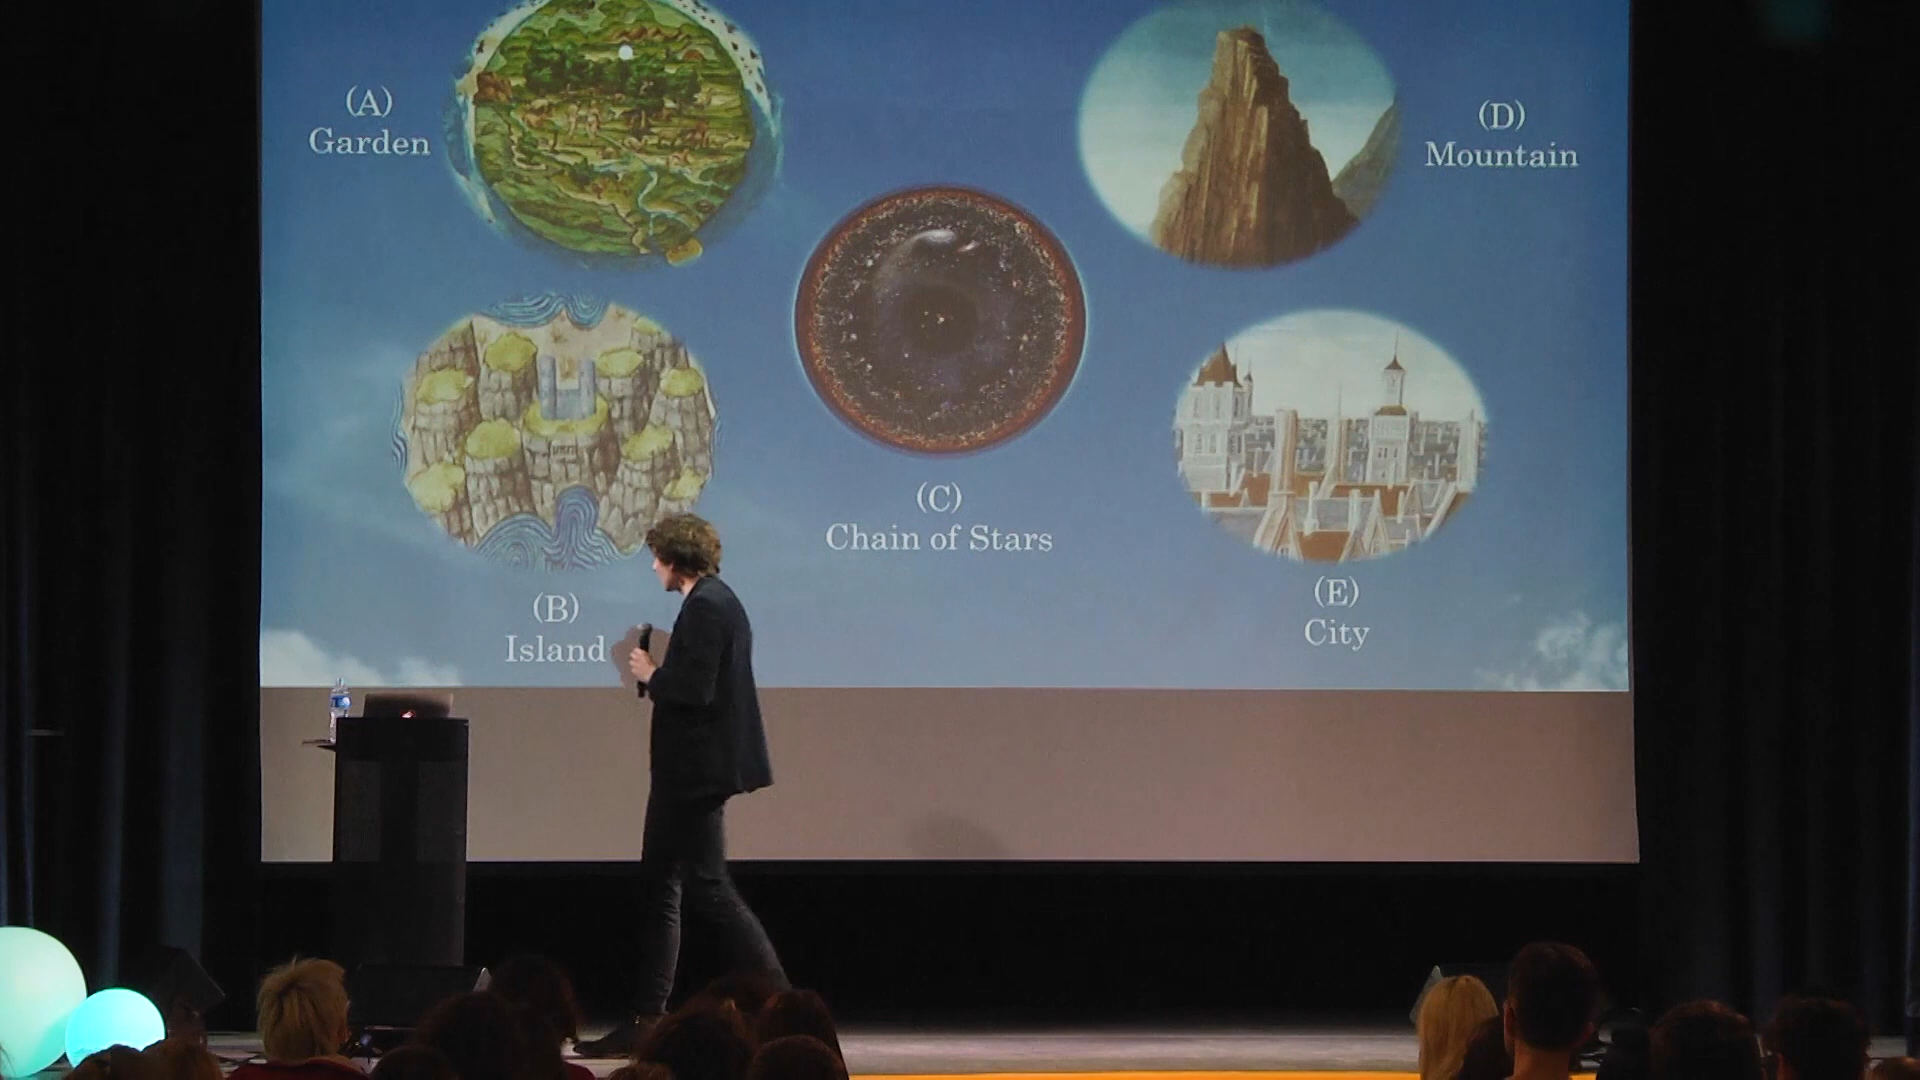 (A)
Garden
(B)
Island
(C)
Chain of Stars
(D)
Mountain
(E)
City